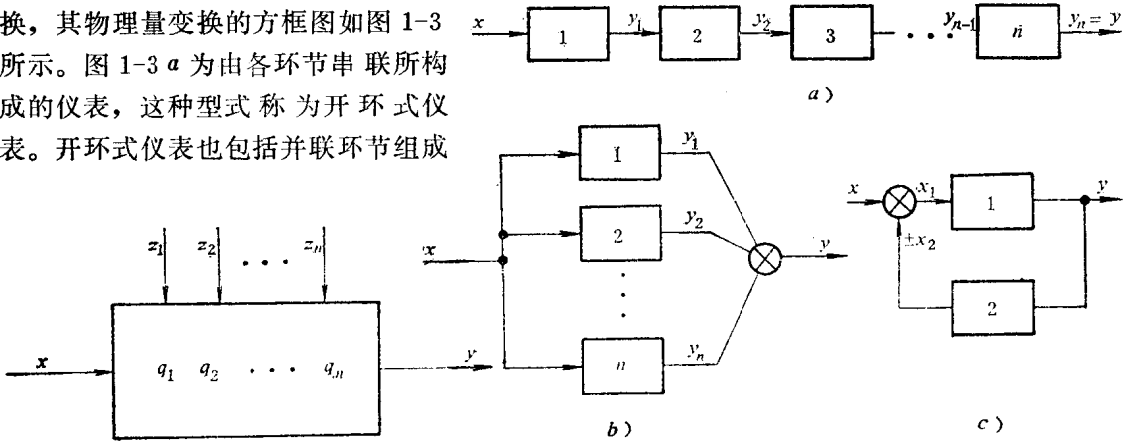 换，其物理量变换的方框图如图 1-3
所示。图 1-3 a 为由各环节串联所构
成的仪表，这种型式称为开环式仪
表。开环式仪表也包括并联环节组成
x 1 y₁ 2 y₂ 3 ··· yₙ₋₁ n yₙ = y
a）
x 1 y₁
2 y₂
n yₙ
y
b）
x x₁ 1 y
±x₂
2
c）
z₁ z₂ ··· zₙ
x q₁ q₂ ··· qₙ y